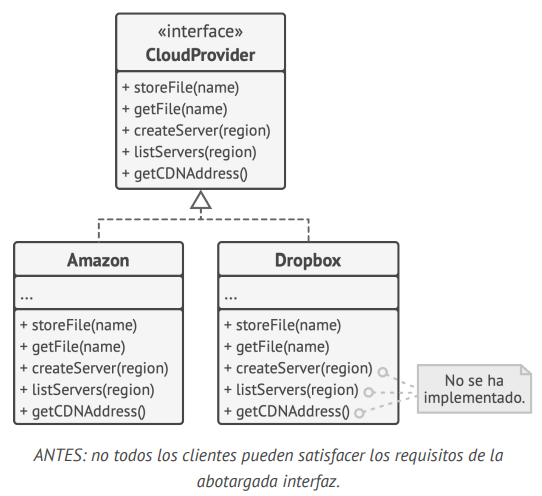 «interface»
CloudProvider
+ storeFile(name)
+ getFile(name)
+ createServer(region)
+ listServers(region)
+ getCDNAddress()
Amazon
...
+ storeFile(name)
+ getFile(name)
+ createServer(region)
+ listServers(region)
+ getCDNAddress()
Dropbox
...
+ storeFile(name)
+ getFile(name)
+ createServer(region)
+ listServers(region)
+ getCDNAddress()
No se ha
implementado.
ANTES: no todos los clientes pueden satisfacer los requisitos de la
abotargada interfaz.